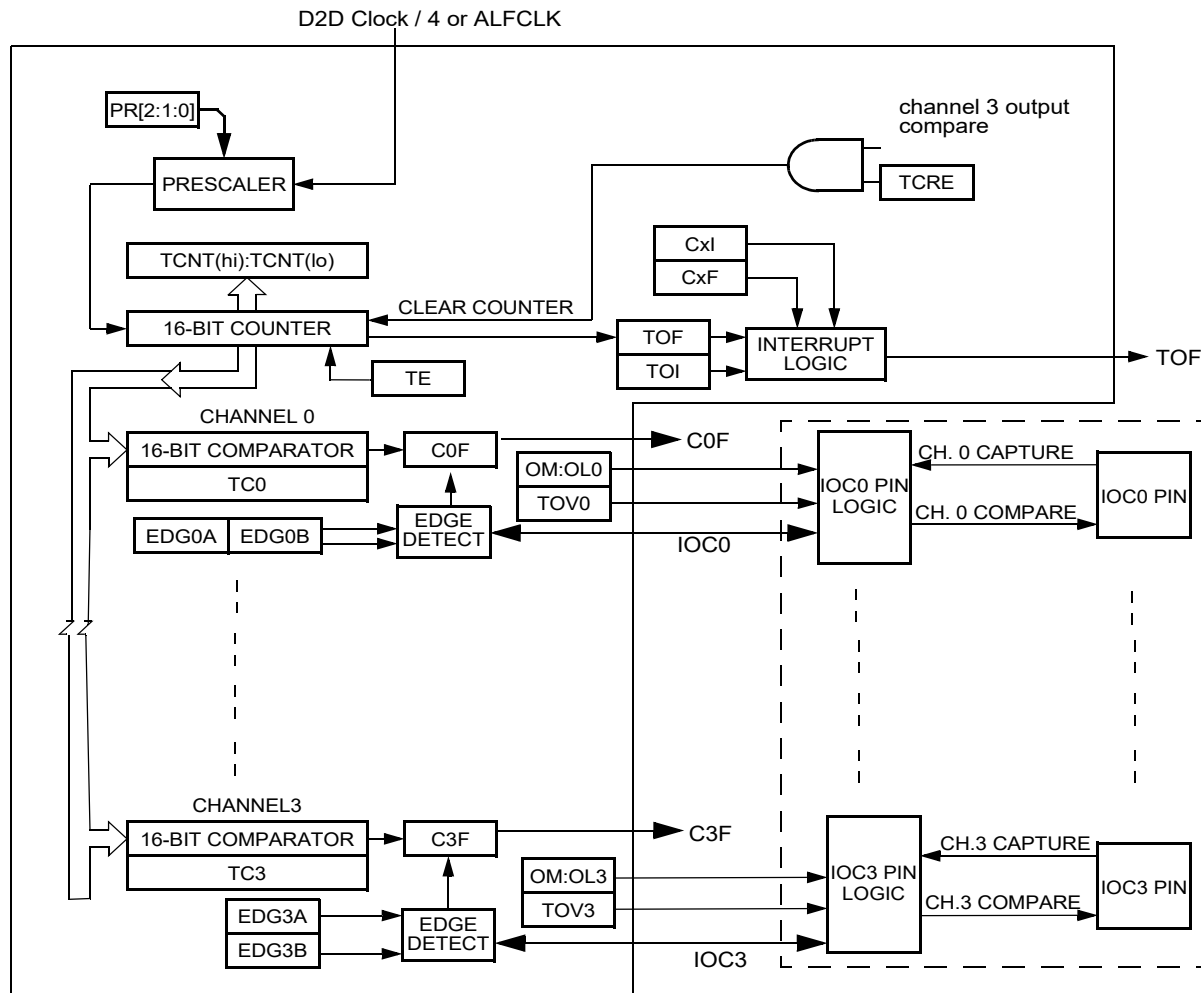 D2D Clock / 4 or ALFCLK
PR[2:1:0]
channel 3 output
compare
PRESCALER
TCRE
CxI
TCNT(hi):TCNT(lo)
CxF
CLEAR COUNTER
16-BIT COUNTER
TOF
INTERRUPT
LOGIC
TOF
TOI
TE
CHANNEL 0
16-BIT COMPARATOR
C0F
C0F
TC0
OM:OL0
TOV0
IOC0 PIN
LOGIC
CH. 0 CAPTURE
CH. 0 COMPARE
IOC0 PIN
EDG0A
EDG0B
EDGE
DETECT
IOC0
CHANNEL3
16-BIT COMPARATOR
C3F
C3F
TC3
OM:OL3
TOV3
IOC3 PIN
LOGIC
CH.3 CAPTURE
CH.3 COMPARE
IOC3 PIN
EDG3A
EDG3B
EDGE
DETECT
IOC3